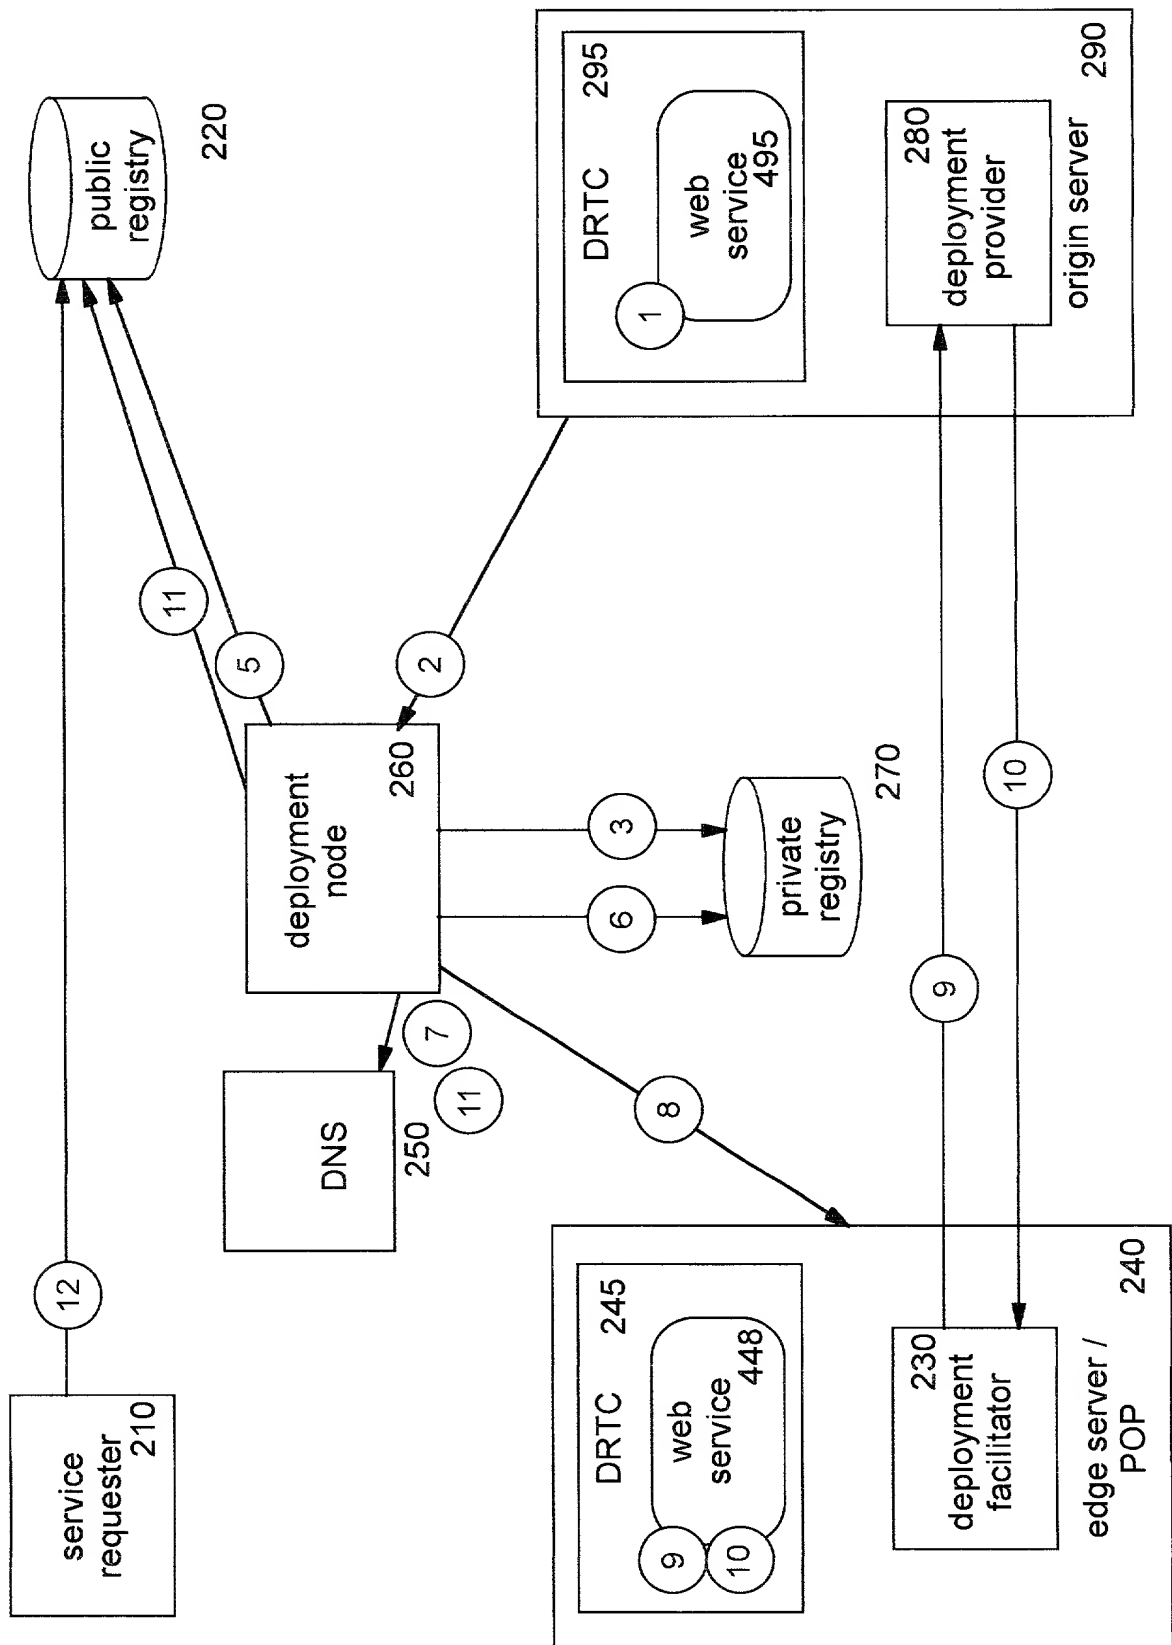 service
requester
210
12
public
registry
220
DNS
250
7
11
deployment
node
260
11
5
2
6
3
private
registry
270
8
DRTC
245
web
service
448
9
10
230
deployment
facilitator
edge server /
POP
240
9
10
DRTC
295
1
web
service
495
280
deployment
provider
origin server
290